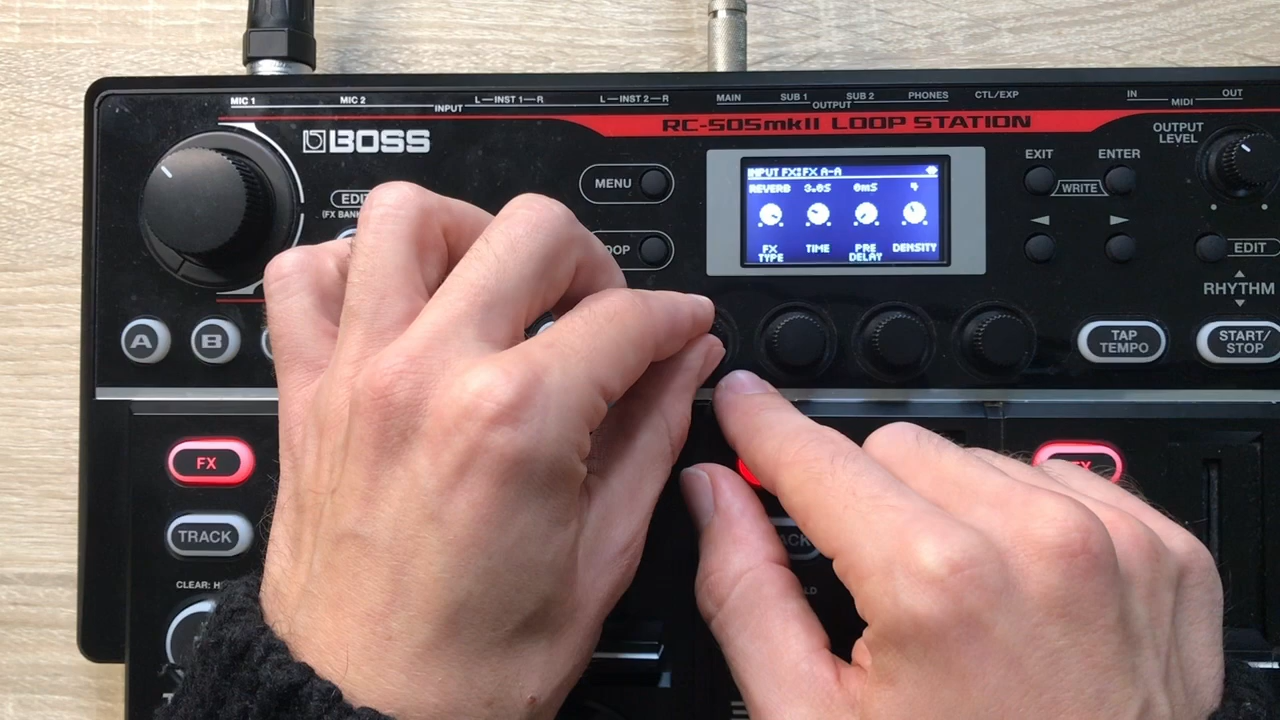 MIC 1 MIC 2 INPUT L—INST 1—R L—INST 2—R MAIN SUB 1 SUB 2 OUTPUT PHONES CTL/EXP IN MIDI OUT
BOSS
RC-505mkII LOOP STATION
OUTPUT LEVEL
MENU
EXIT ENTER
WRITE
INPUT FX:FX A-A
REVERB 3.0S 0mS 4
FX TYPE TIME PRE DELAY DENSITY
EDIT
RHYTHM
A B
TAP TEMPO
START/STOP
FX
TRACK